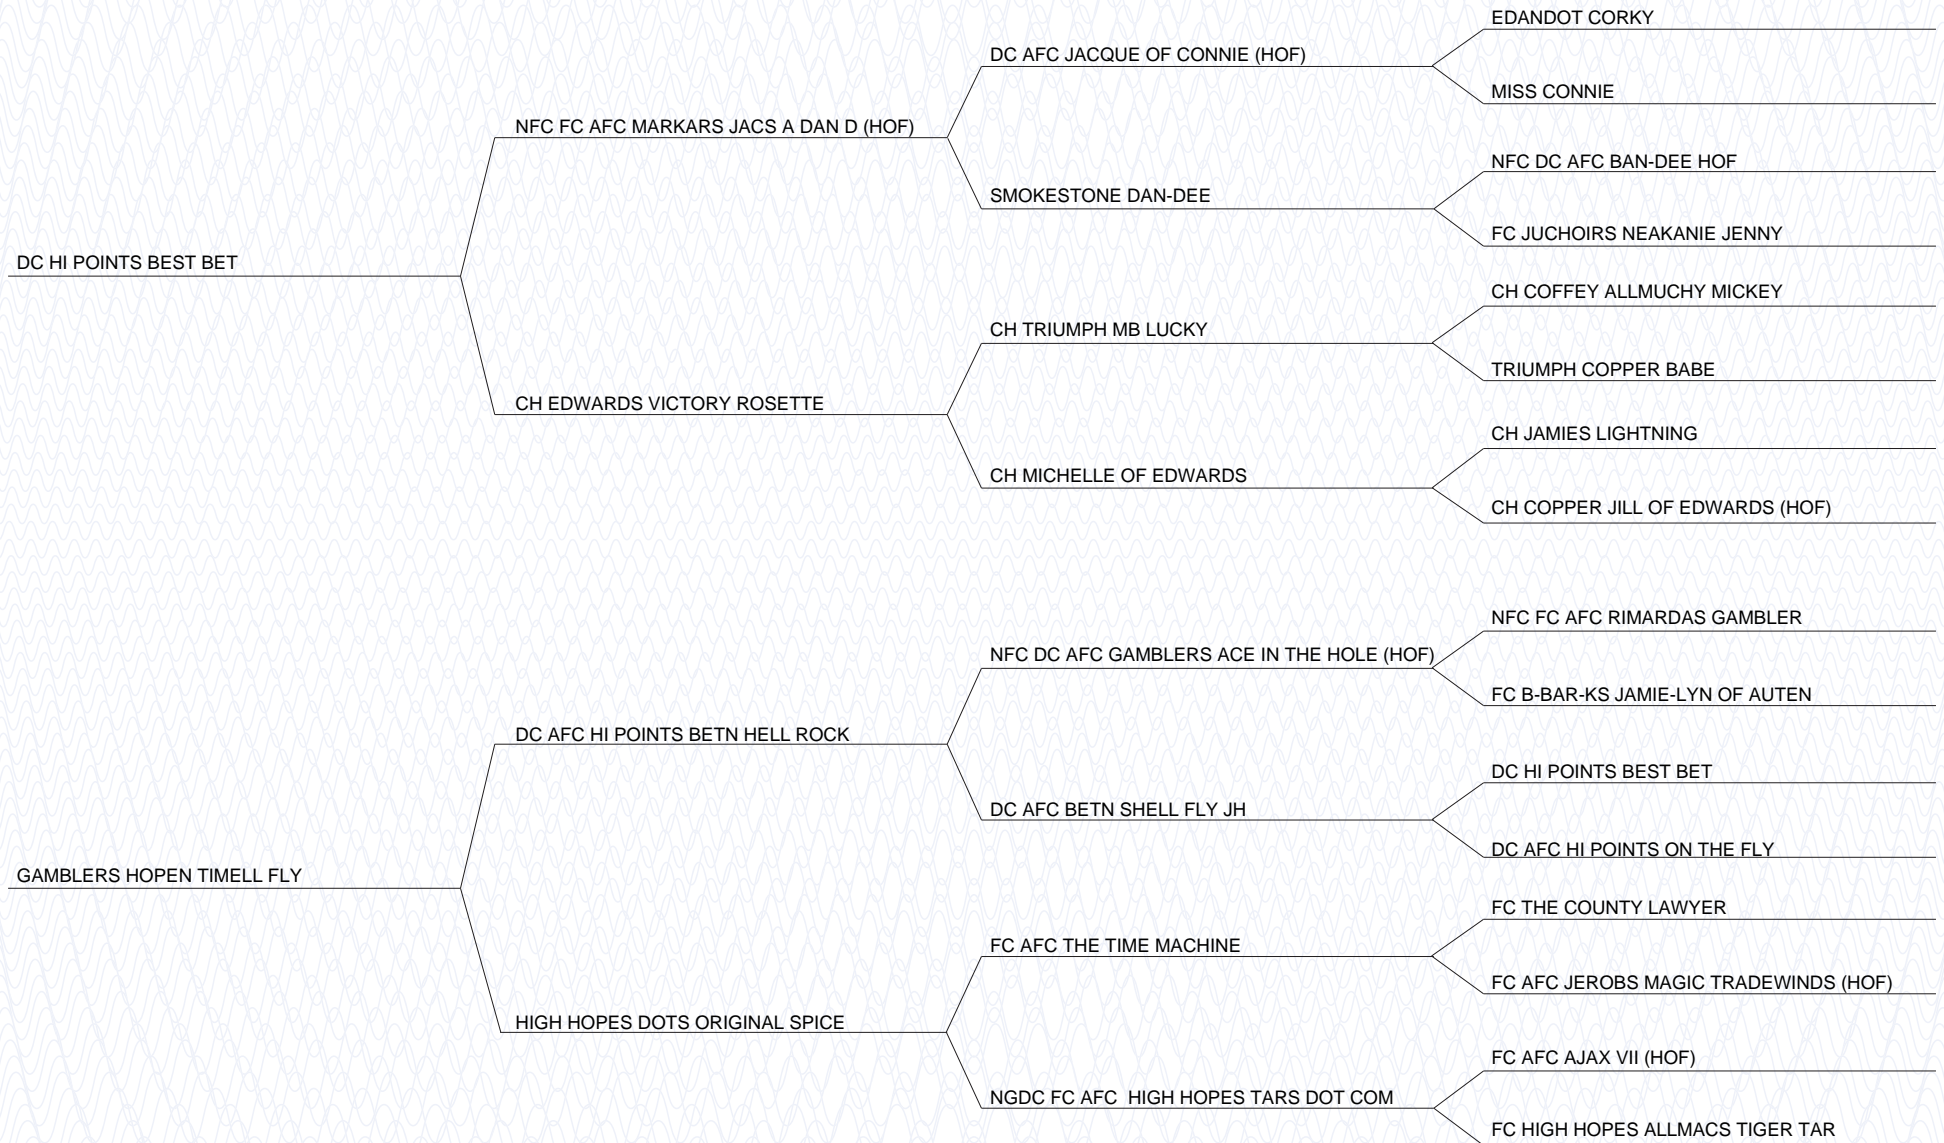 EDANDOT CORKY
DC AFC JACQUE OF CONNIE (HOF)
MISS CONNIE
NFC FC AFC MARKARS JACS A DAN D (HOF)
NFC DC AFC BAN-DEE HOF
SMOKESTONE DAN-DEE
FC JUCHOIRS NEAKANIE JENNY
DC HI POINTS BEST BET
CH COFFEY ALLMUCHY MICKEY
CH TRIUMPH MB LUCKY
TRIUMPH COPPER BABE
CH EDWARDS VICTORY ROSETTE
CH JAMIES LIGHTNING
CH MICHELLE OF EDWARDS
CH COPPER JILL OF EDWARDS (HOF)
NFC FC AFC RIMARDAS GAMBLER
NFC DC AFC GAMBLERS ACE IN THE HOLE (HOF)
FC B-BAR-KS JAMIE-LYN OF AUTEN
DC AFC HI POINTS BETN HELL ROCK
DC HI POINTS BEST BET
DC AFC BETN SHELL FLY JH
DC AFC HI POINTS ON THE FLY
GAMBLERS HOPEN TIMELL FLY
FC THE COUNTY LAWYER
FC AFC THE TIME MACHINE
FC AFC JEROBS MAGIC TRADEWINDS (HOF)
HIGH HOPES DOTS ORIGINAL SPICE
FC AFC AJAX VII (HOF)
NGDC FC AFC  HIGH HOPES TARS DOT COM
FC HIGH HOPES ALLMACS TIGER TAR